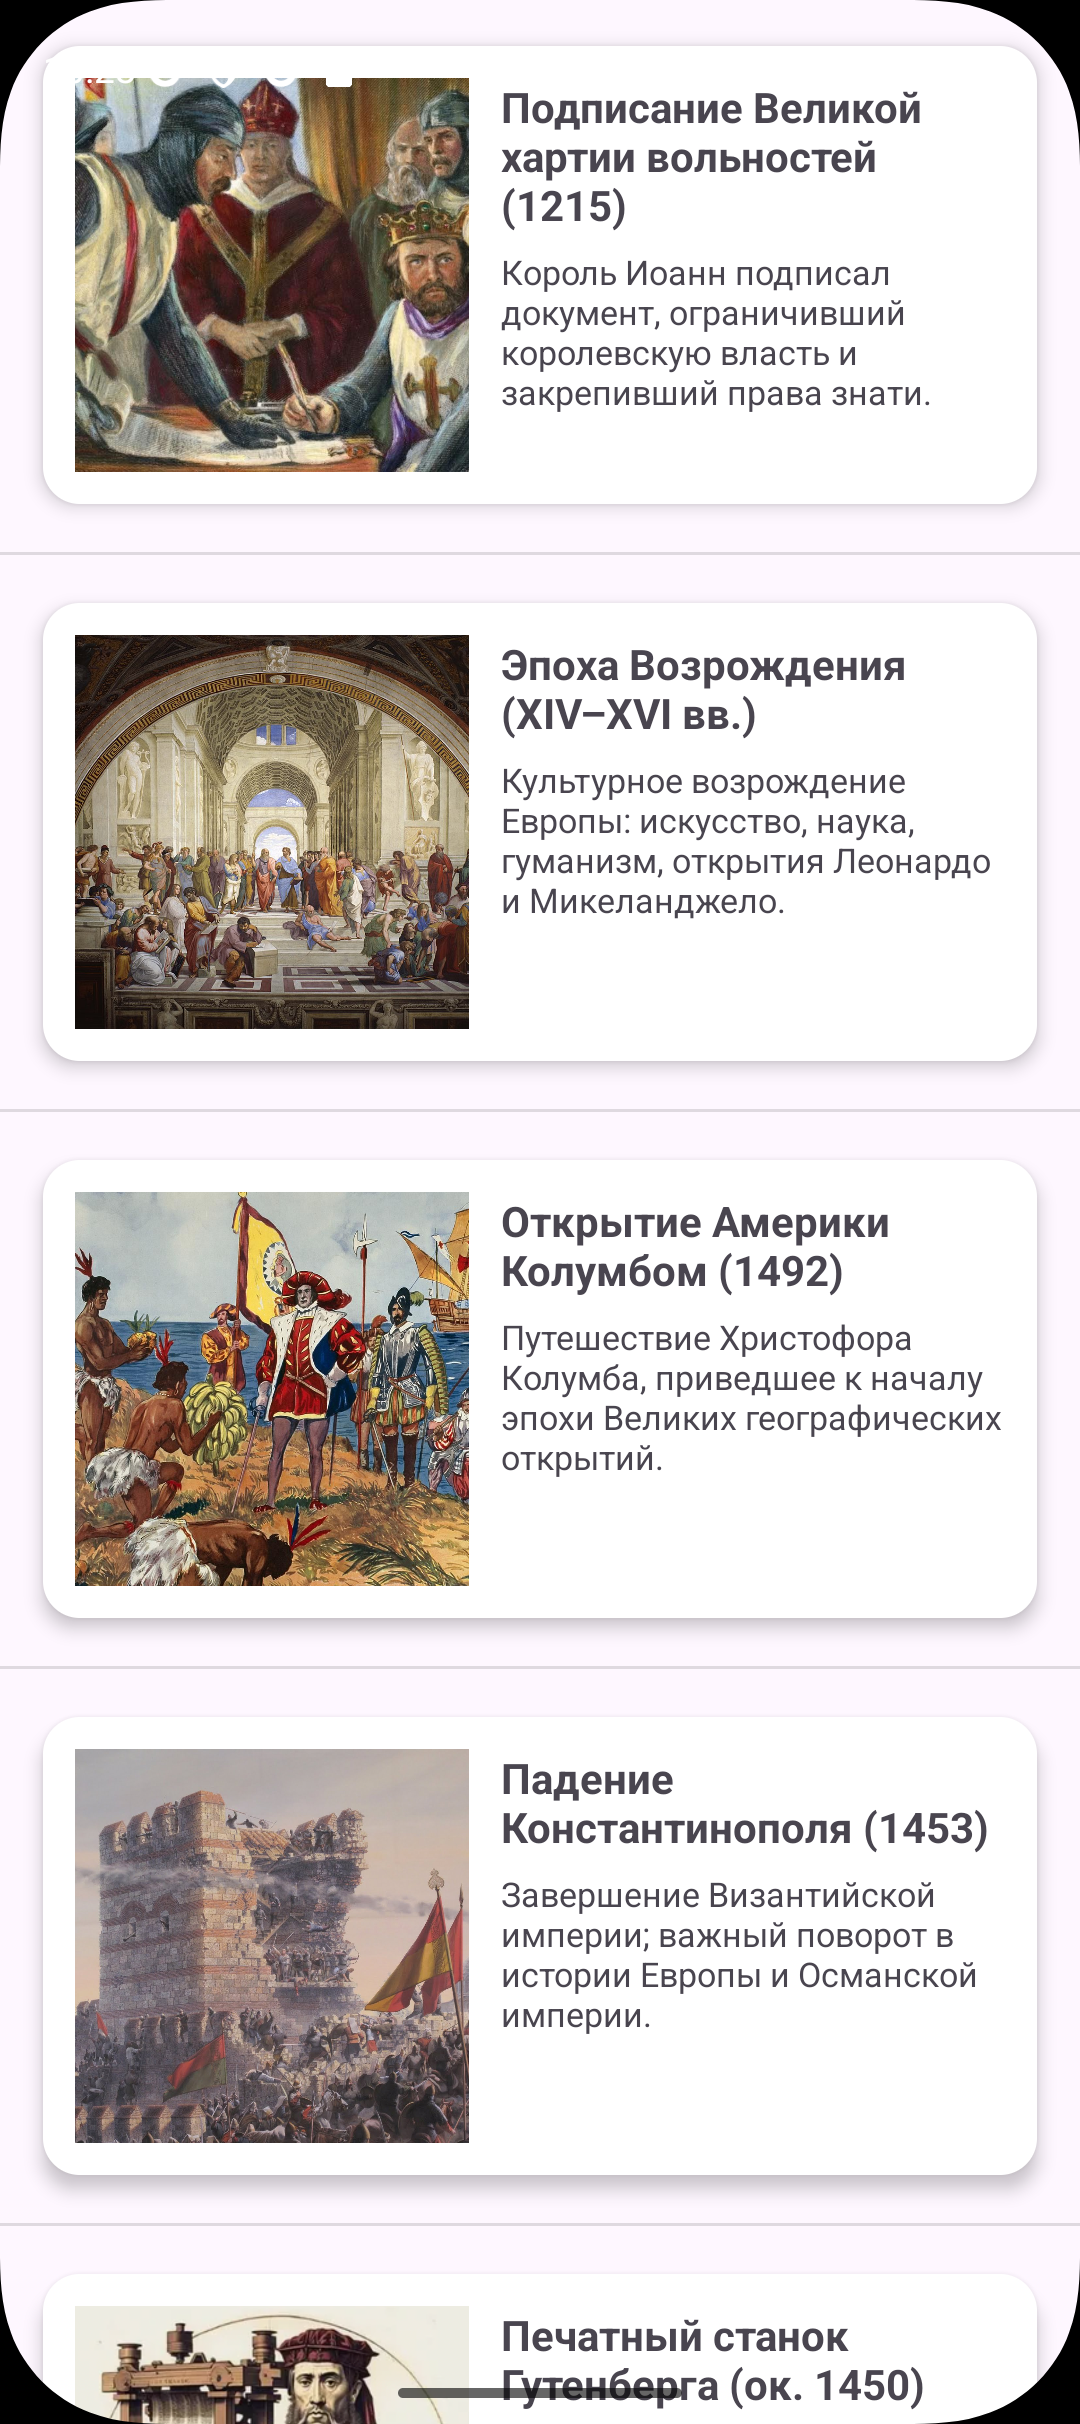 Подписание Великой
хартии вольностей
(1215)
Король Иоанн подписал
документ, ограничивший
королевскую власть и
закрепивший права знати.
Эпоха Возрождения
(XIV–XVI вв.)
Культурное возрождение
Европы: искусство, наука,
гуманизм, открытия Леонардо
и Микеланджело.
Открытие Америки
Колумбом (1492)
Путешествие Христофора
Колумба, приведшее к началу
эпохи Великих географических
открытий.
Падение
Константинополя (1453)
Завершение Византийской
империи; важный поворот в
истории Европы и Османской
империи.
Печатный станок
Гутенберга (ок. 1450)